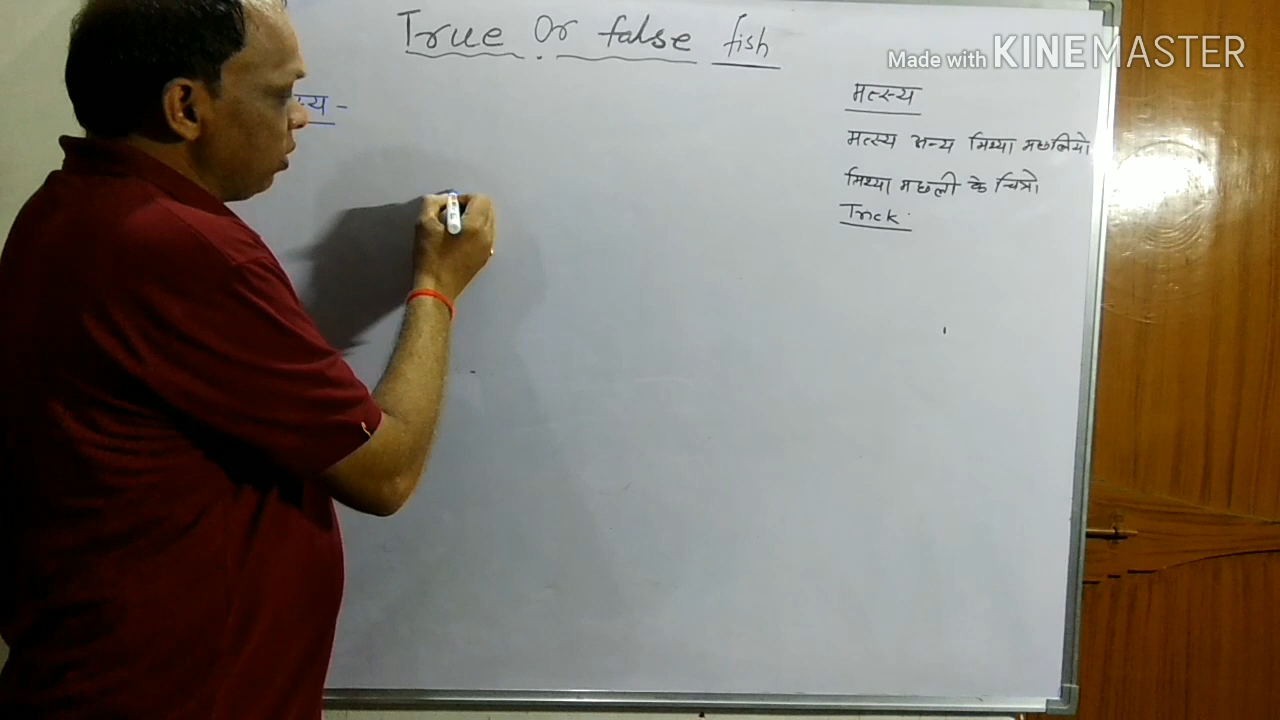 True Or false fish
Made with KINEMASTER
मत्स्य
मत्स्य अन्य मिथ्या मछलियो
मिथ्या मछली के चित्रो
Trick